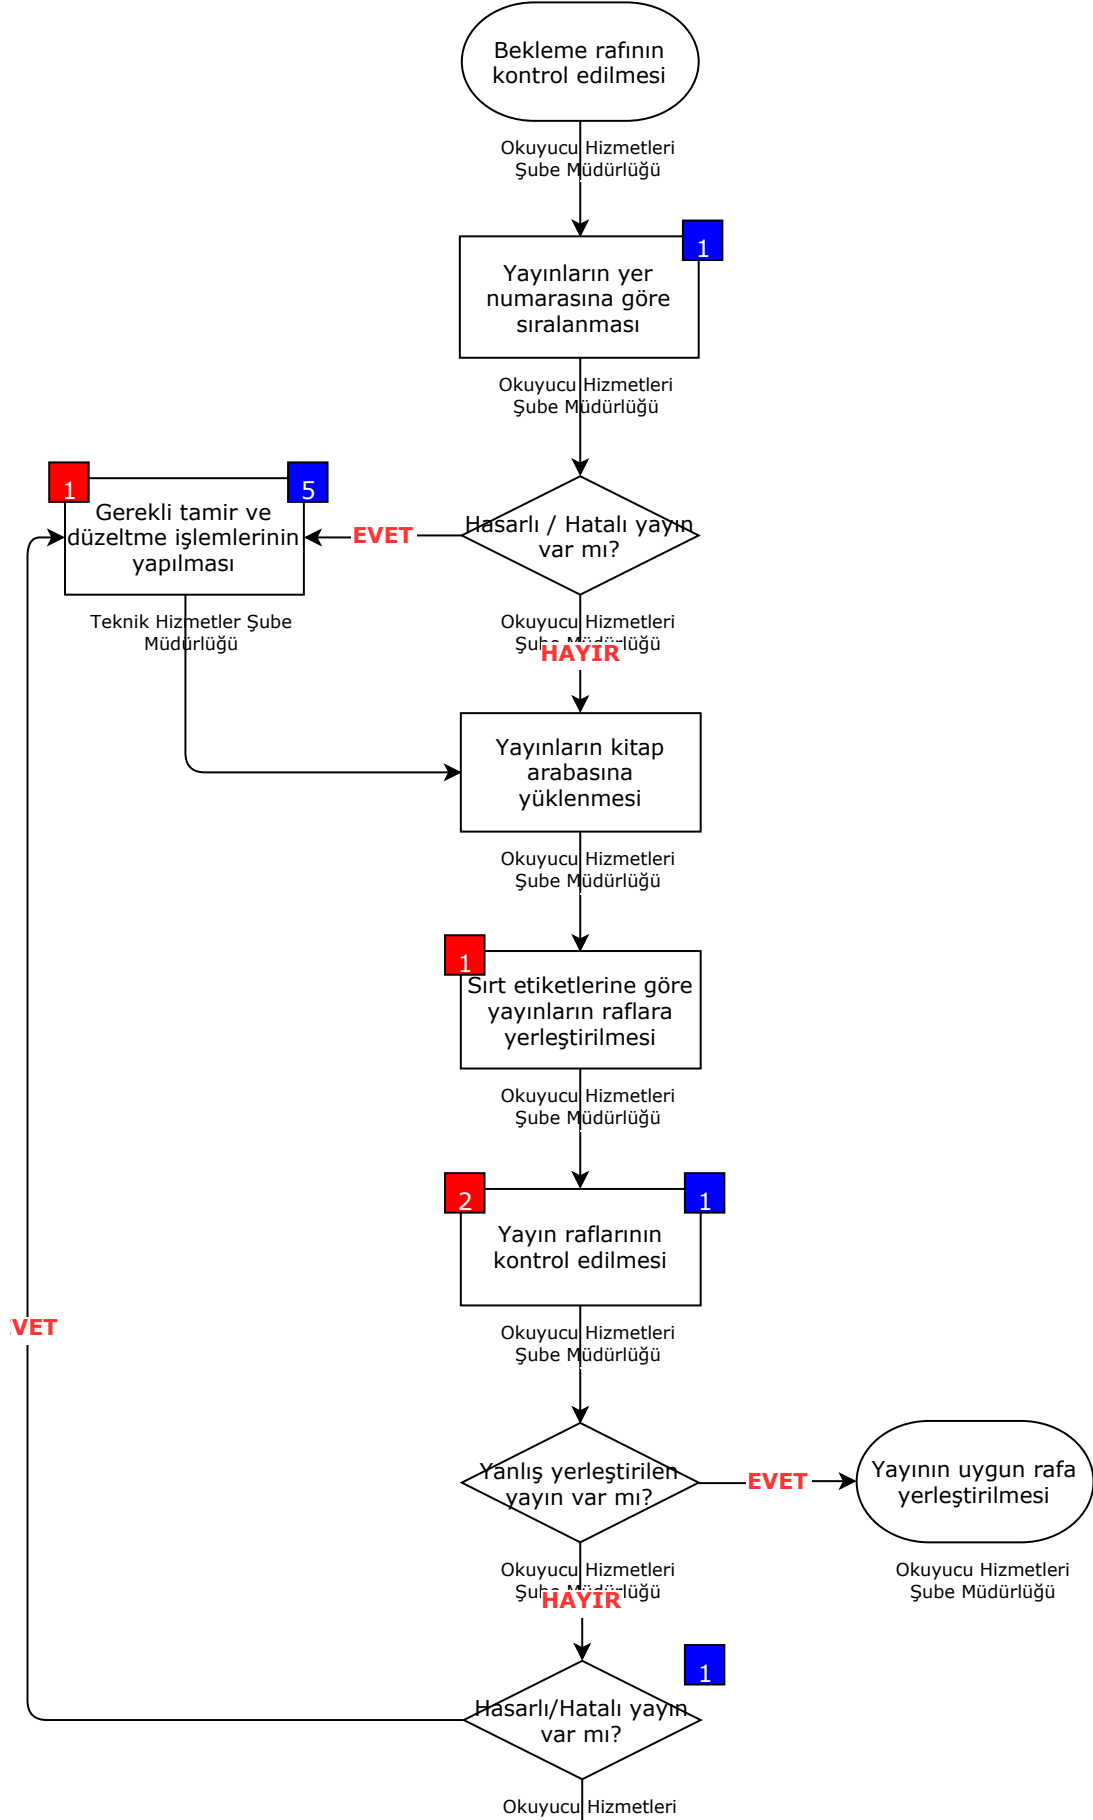 Bekleme rafının
kontrol edilmesi
Okuyucu Hizmetleri
Şube Müdürlüğü
1
Yayınların yer
numarasına göre
sıralanması
Okuyucu Hizmetleri
Şube Müdürlüğü
1
5
Gerekli tamir ve
düzeltme işlemlerinin
yapılması
EVET
Hasarlı / Hatalı yayın
var mı?
Teknik Hizmetler Şube
Müdürlüğü
Okuyucu Hizmetleri
Şube Müdürlüğü
HAYIR
Yayınların kitap
arabasına
yüklenmesi
Okuyucu Hizmetleri
Şube Müdürlüğü
1
Sırt etiketlerine göre
yayınların raflara
yerleştirilmesi
Okuyucu Hizmetleri
Şube Müdürlüğü
2
1
Yayın raflarının
kontrol edilmesi
VET
Okuyucu Hizmetleri
Şube Müdürlüğü
Yanlış yerleştirilen
yayın var mı?
EVET
Yayının uygun rafa
yerleştirilmesi
Okuyucu Hizmetleri
Şube Müdürlüğü
HAYIR
Okuyucu Hizmetleri
Şube Müdürlüğü
1
Hasarlı/Hatalı yayın
var mı?
Okuyucu Hizmetleri